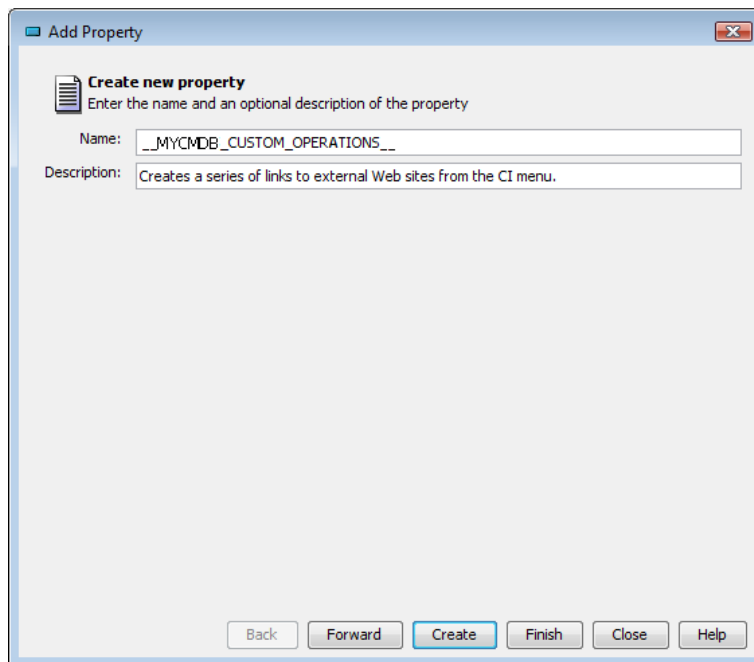 Add Property
Create new property
Enter the name and an optional description of the property
Name: __MYCMDB_CUSTOM_OPERATIONS__
Description: Creates a series of links to external Web sites from the CI menu.
Back Forward Create Finish Close Help